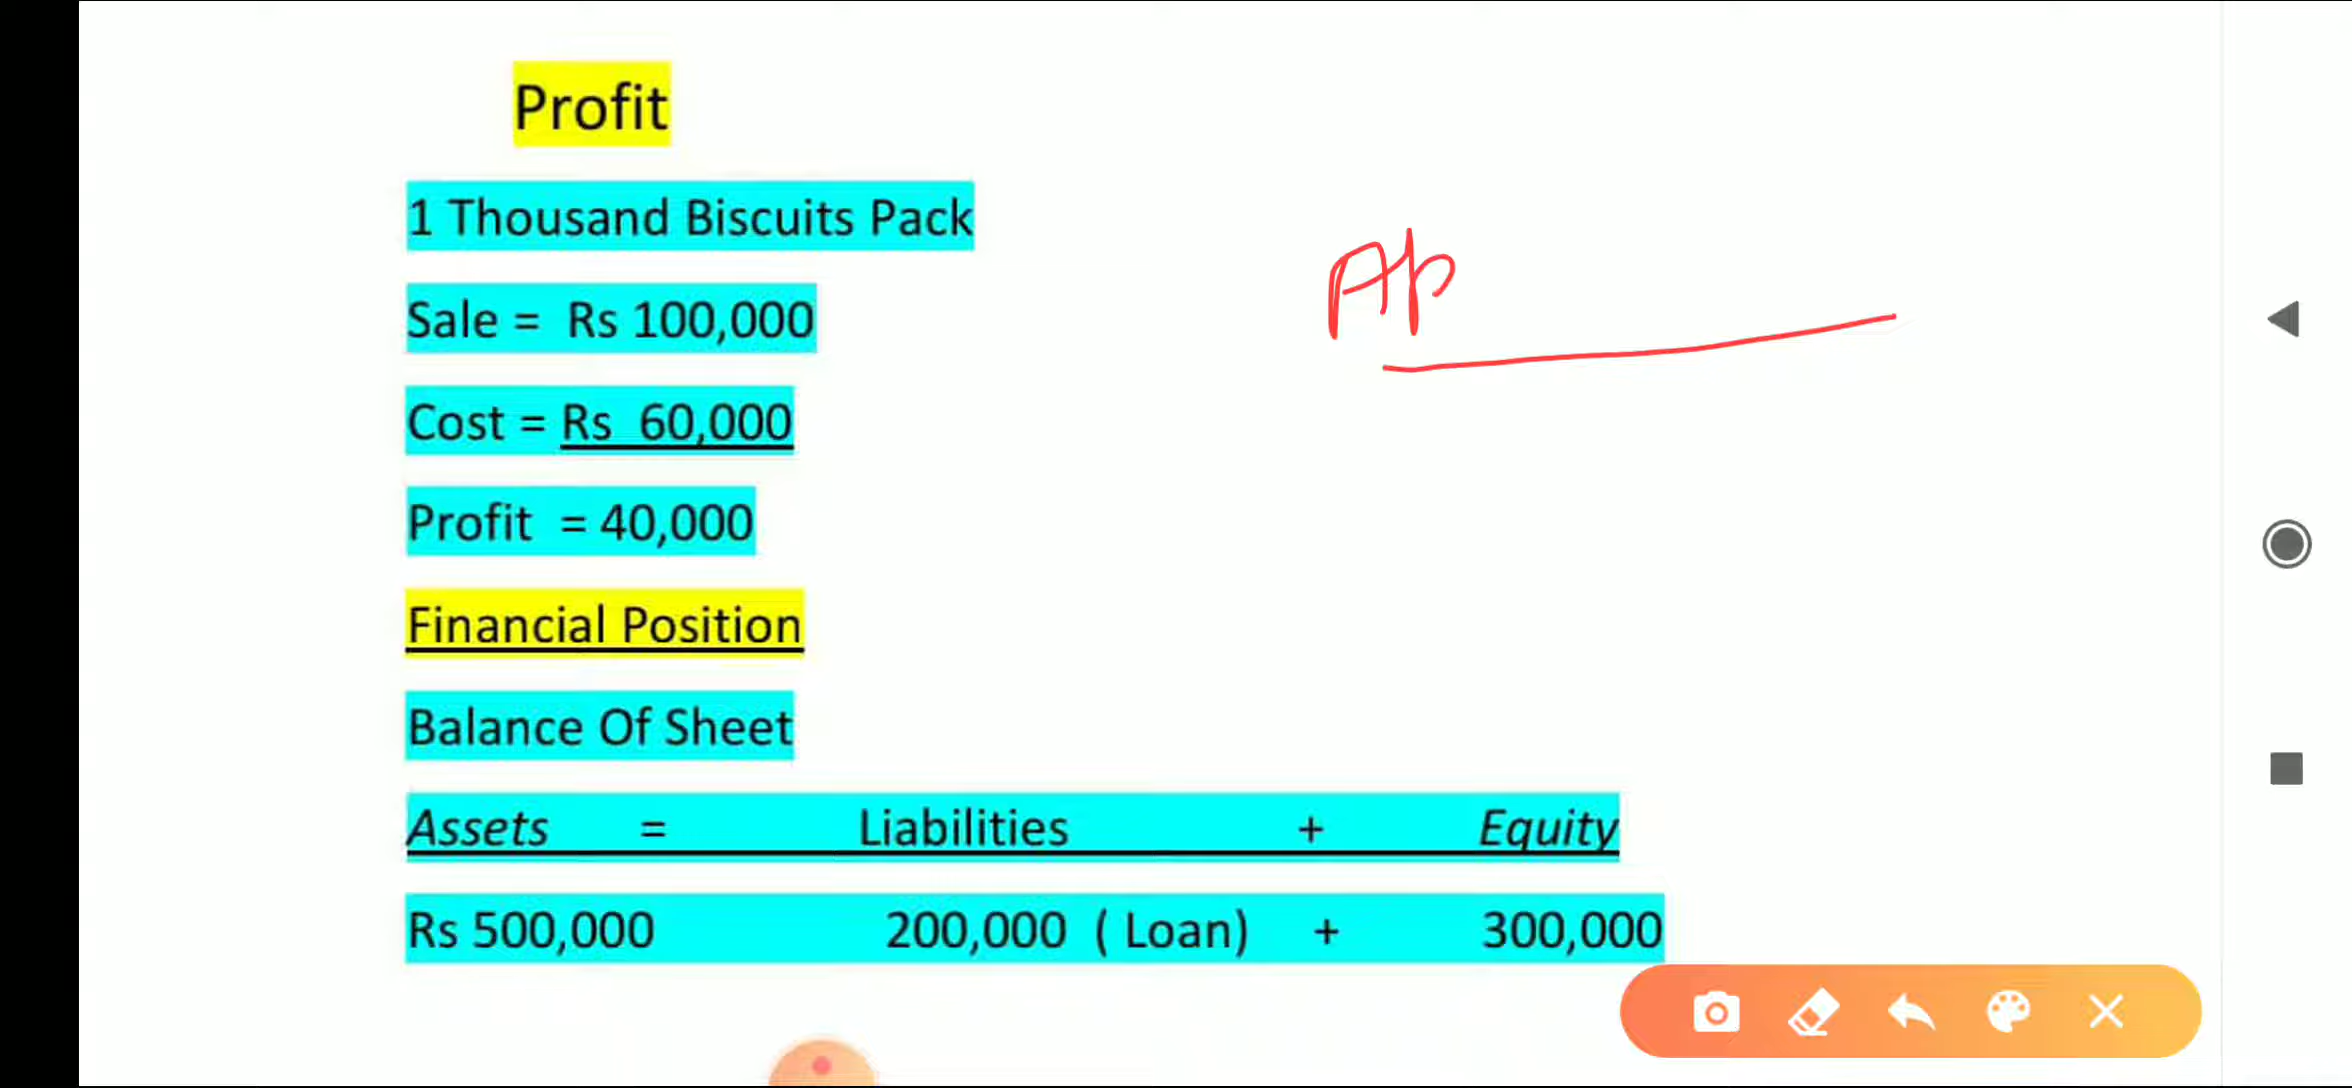 Profit
1 Thousand Biscuits Pack
Sale = Rs 100,000
Cost = Rs 60,000
Profit = 40,000
Financial Position
Balance Of Sheet
Assets = Liabilities + Equity
Rs 500,000 200,000 ( Loan) + 300,000